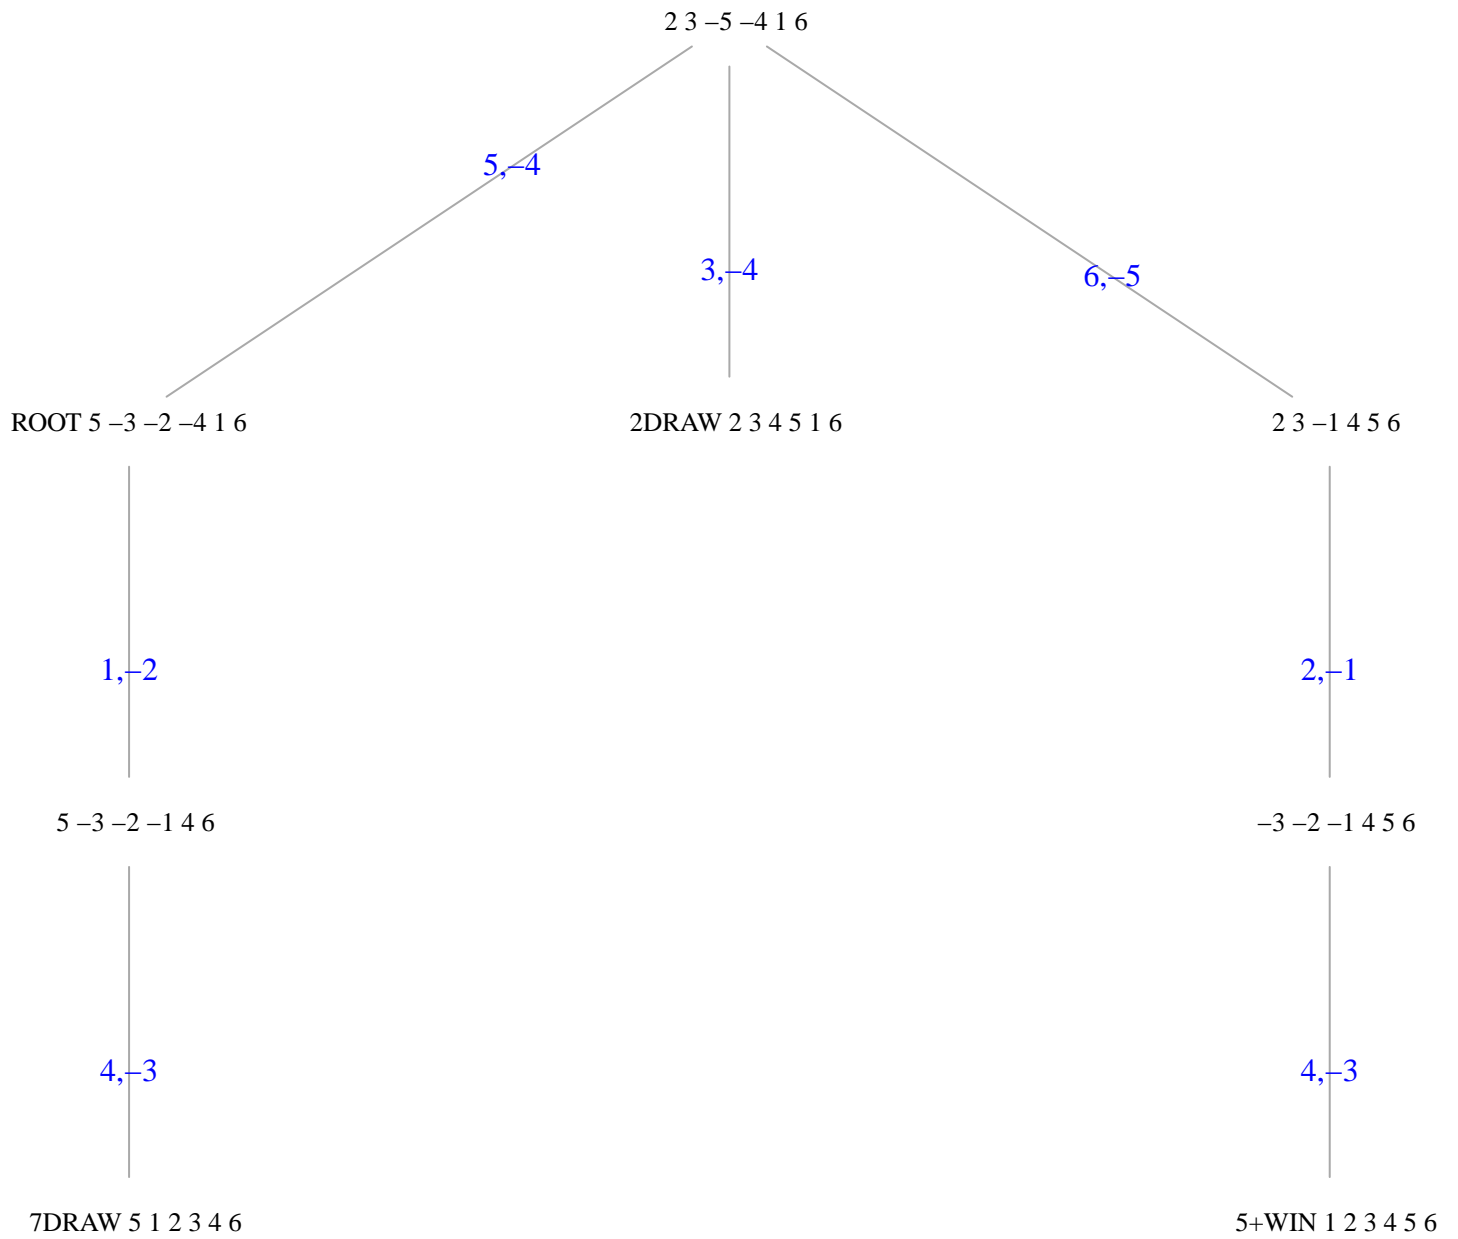 2 3 –5 –4 1 6
5,–4
3,–4
6,–5
ROOT 5 –3 –2 –4 1 6
2DRAW 2 3 4 5 1 6
2 3 –1 4 5 6
1,–2
2,–1
5 –3 –2 –1 4 6
–3 –2 –1 4 5 6
4,–3
4,–3
7DRAW 5 1 2 3 4 6
5+WIN 1 2 3 4 5 6